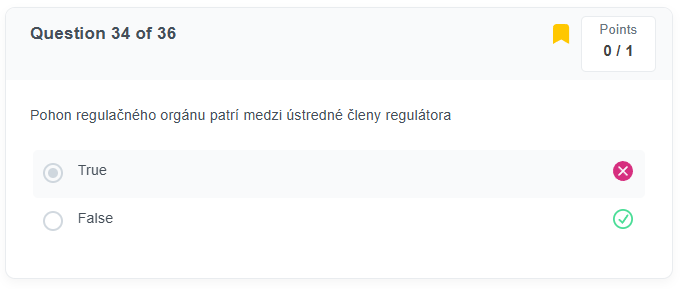 Question 34 of 36
Points
0 / 1
Pohon regulačného orgánu patrí medzi ústredné členy regulátora
True
False